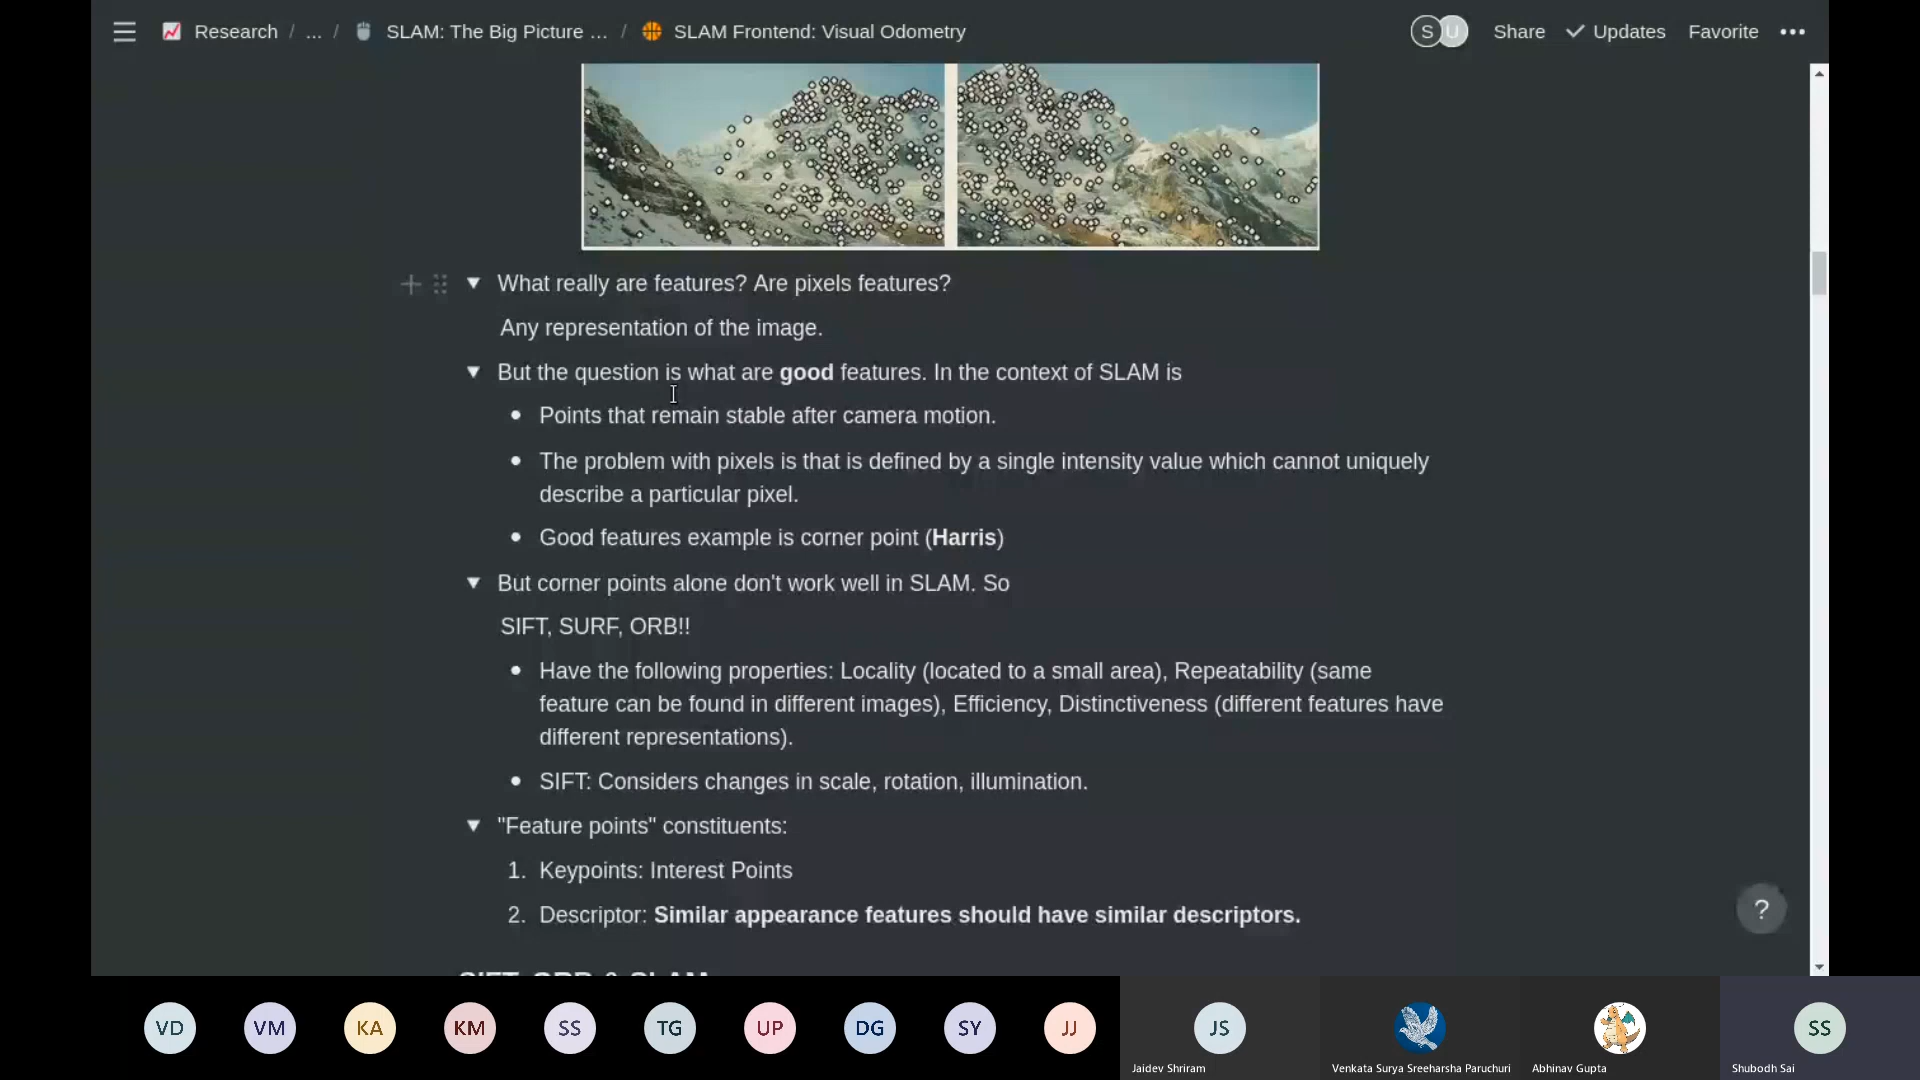 Research / ... / SLAM: The Big Picture ... / SLAM Frontend: Visual Odometry
S U Share Updates Favorite
What really are features? Are pixels features?
Any representation of the image.
But the question is what are good features. In the context of SLAM is
Points that remain stable after camera motion.
The problem with pixels is that is defined by a single intensity value which cannot uniquely
describe a particular pixel.
Good features example is corner point (Harris)
But corner points alone don't work well in SLAM. So
SIFT, SURF, ORB!!
Have the following properties: Locality (located to a small area), Repeatability (same
feature can be found in different images), Efficiency, Distinctiveness (different features have
different representations).
SIFT: Considers changes in scale, rotation, illumination.
"Feature points" constituents:
1. Keypoints: Interest Points
2. Descriptor: Similar appearance features should have similar descriptors.
?
SIFT, ORB & SLAM
VD VM KA KM SS TG UP DG SY JJ JS SS
Jaidev Shriram Venkata Surya Sreeharsha Paruchuri Abhinav Gupta Shubodh Sai